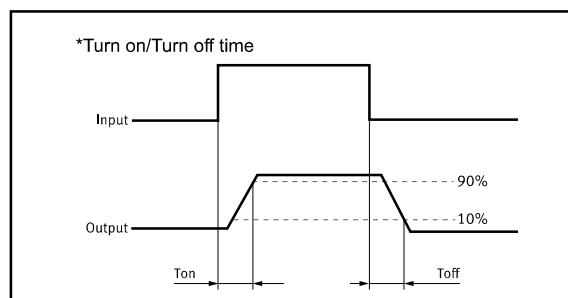 *Turn on/Turn off time
Input
90%
10%
Output
Ton
Toff